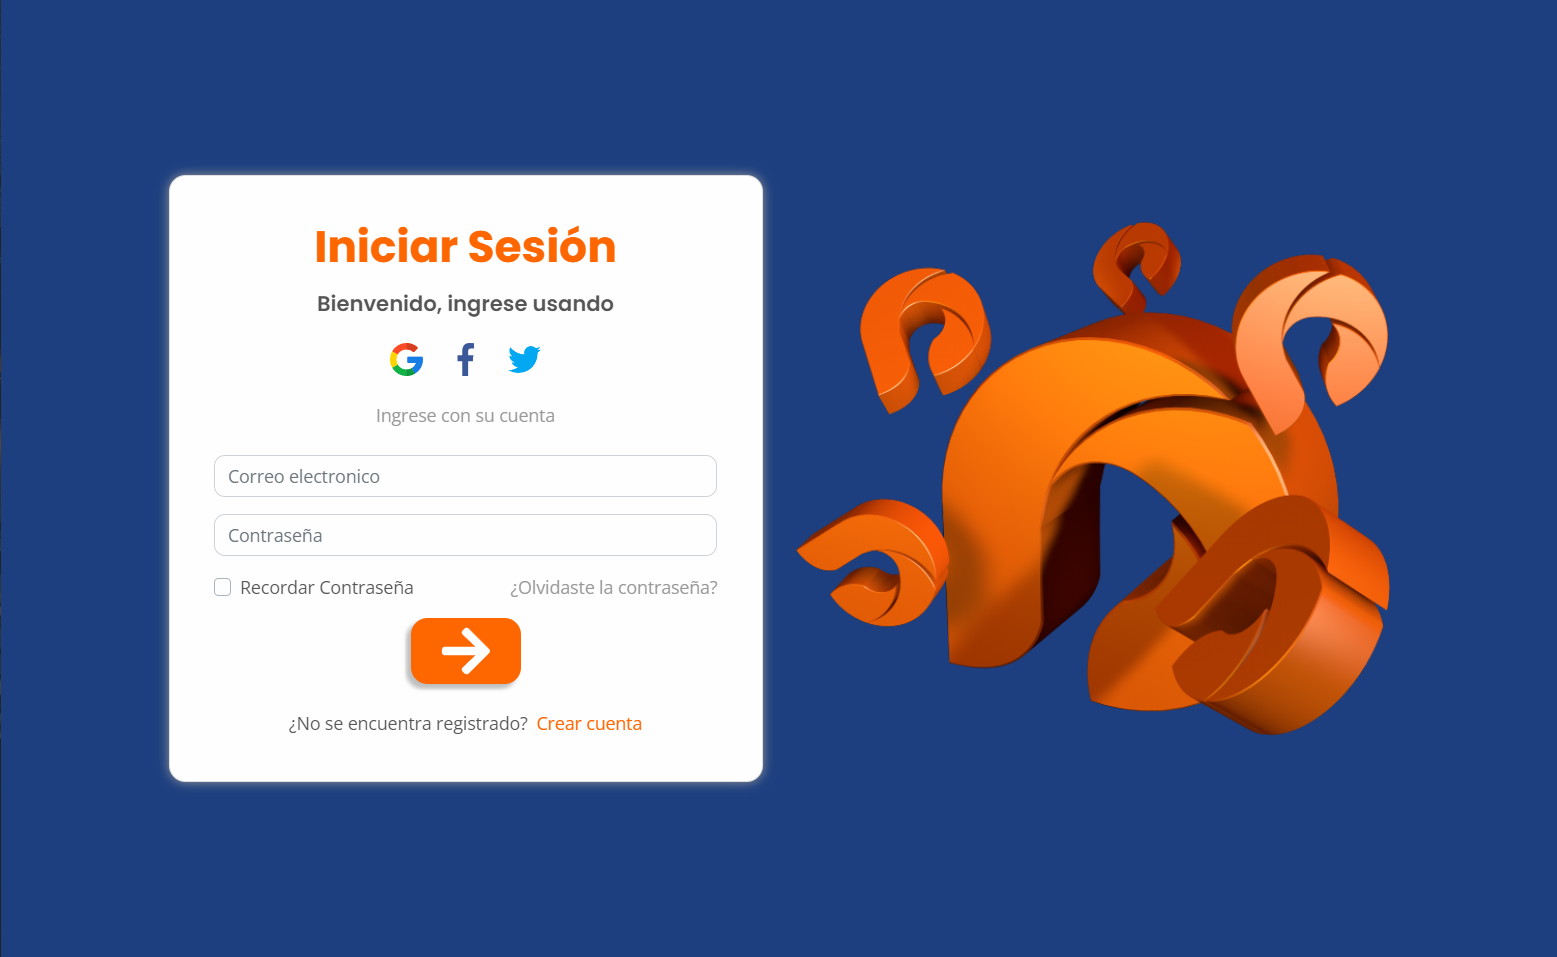 Iniciar Sesión
Bienvenido, ingrese usando
Ingrese con su cuenta
Correo electronico
Contraseña
Recordar Contraseña ¿Olvidaste la contraseña?
¿No se encuentra registrado? Crear cuenta